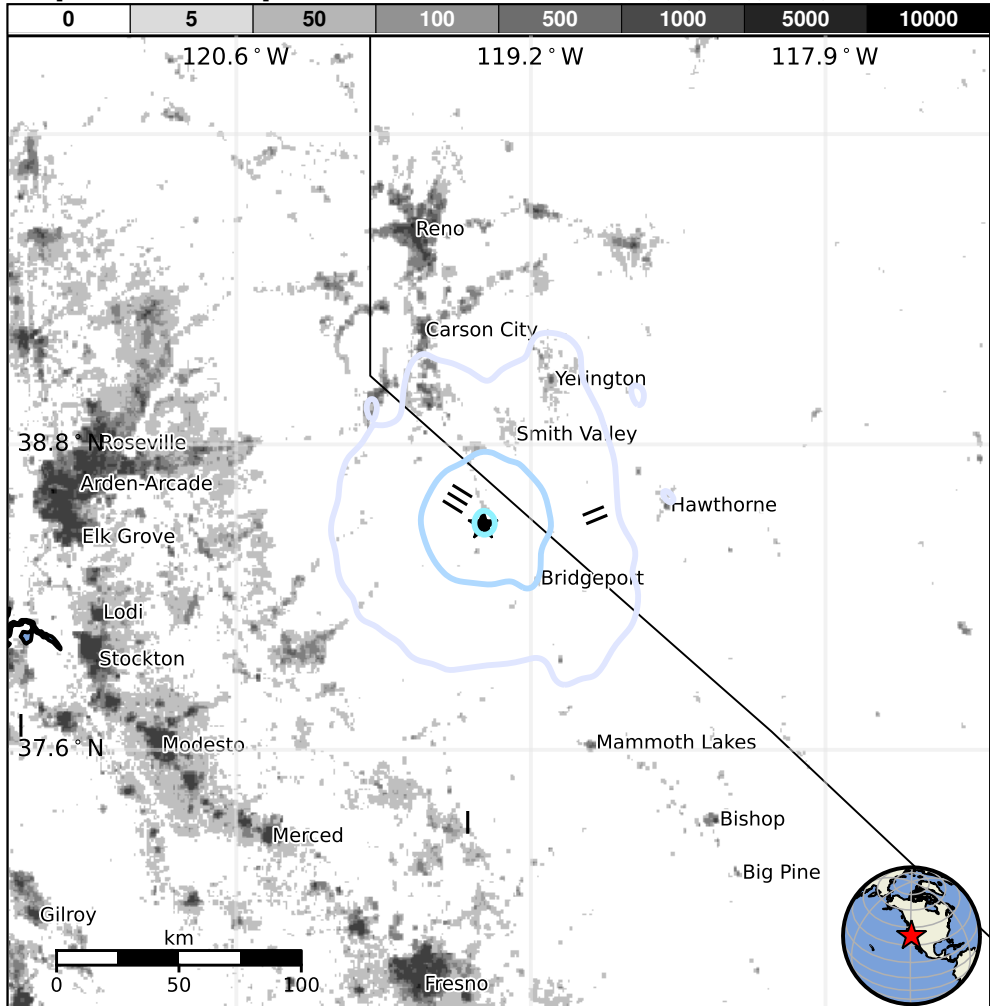 0 5 50 100 500 1000 5000 10000
120.6°W 119.2°W 117.9°W
Reno
Carson City
Yerington
Smith Valley
38.8°N
Roseville
Arden-Arcade
Hawthorne
Elk Grove
Bridgeport
Lodi
Stockton
37.6°N
Modesto
Mammoth Lakes
Bishop
Merced
Big Pine
Gilroy
km
0 50 100
Fresno